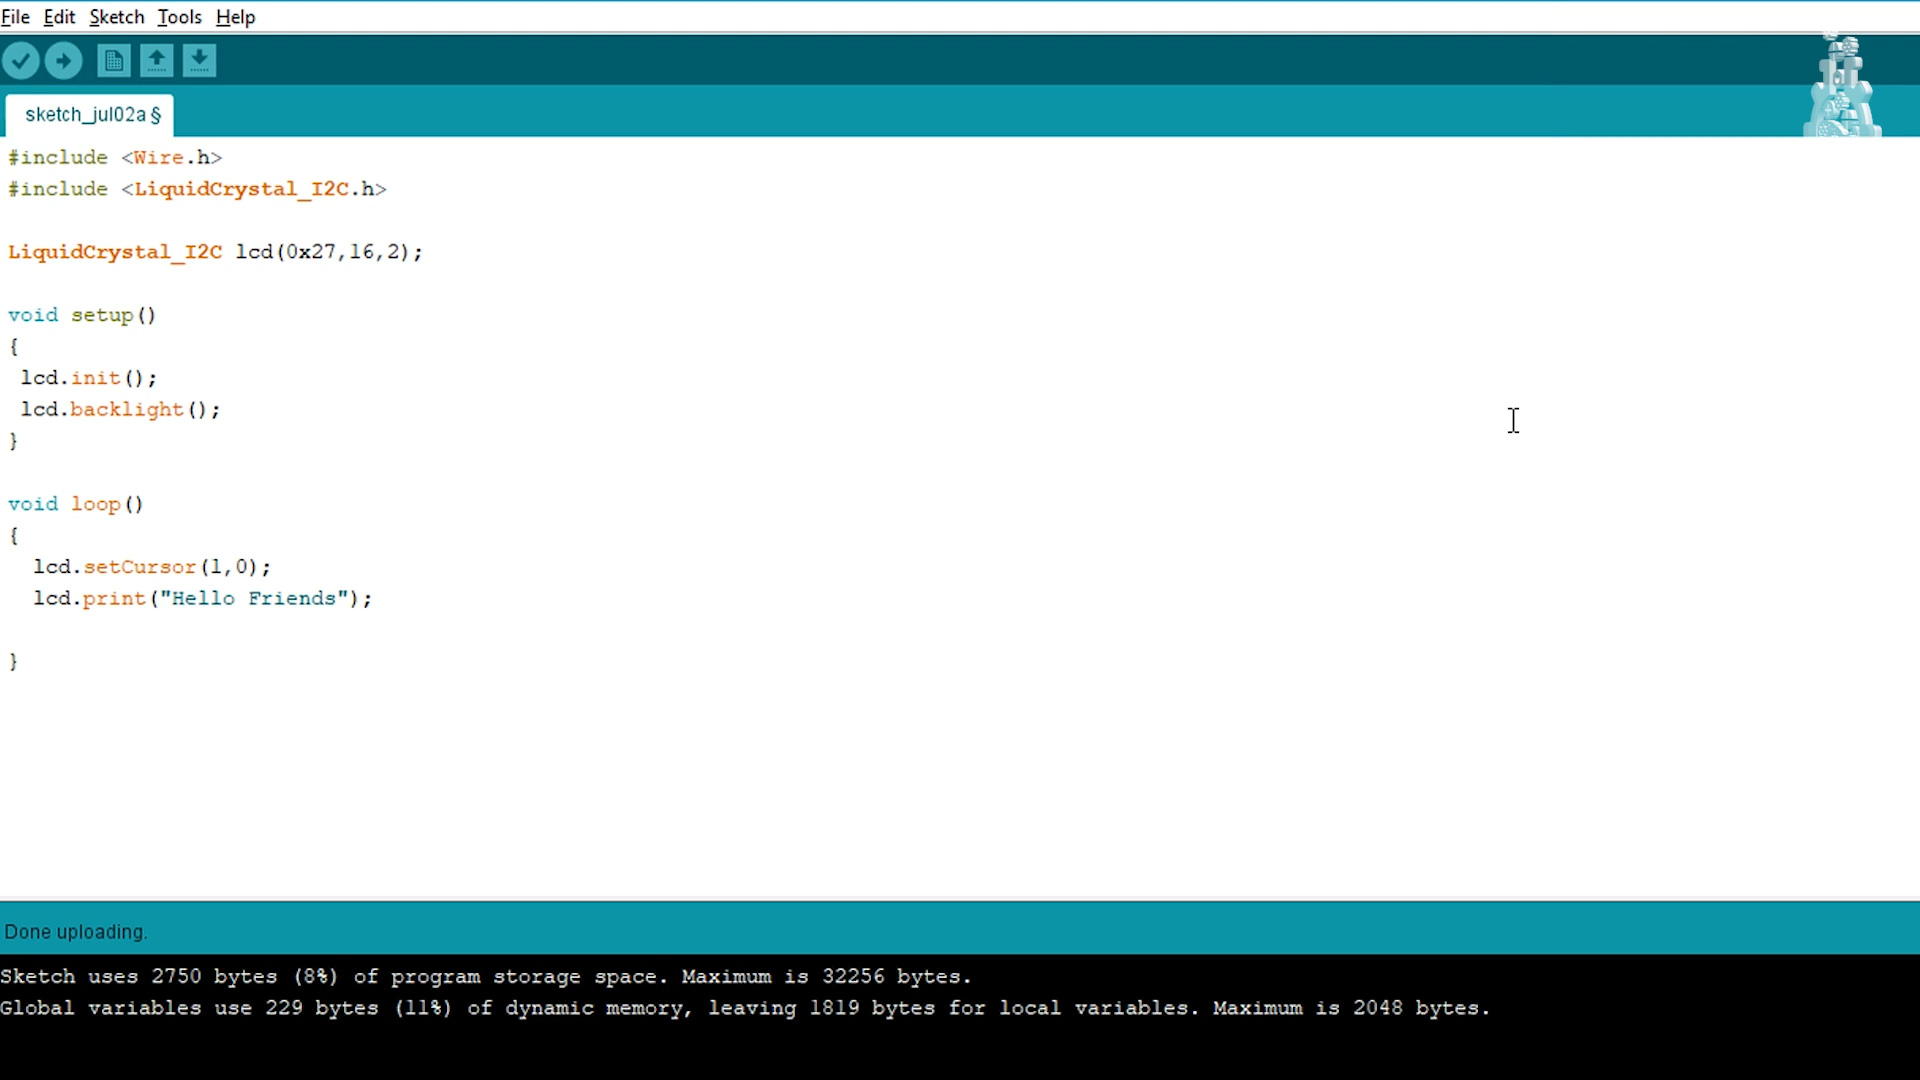 File Edit Sketch Tools Help
sketch_jul02a §
#include <Wire.h>
#include <LiquidCrystal_I2C.h>
LiquidCrystal_I2C lcd(0x27,16,2);
void setup()
{
lcd.init();
lcd.backlight();
}
void loop()
{
lcd.setCursor(1,0);
lcd.print("Hello Friends");
}
Done uploading.
Sketch uses 2750 bytes (8%) of program storage space. Maximum is 32256 bytes.
Global variables use 229 bytes (11%) of dynamic memory, leaving 1819 bytes for local variables. Maximum is 2048 bytes.